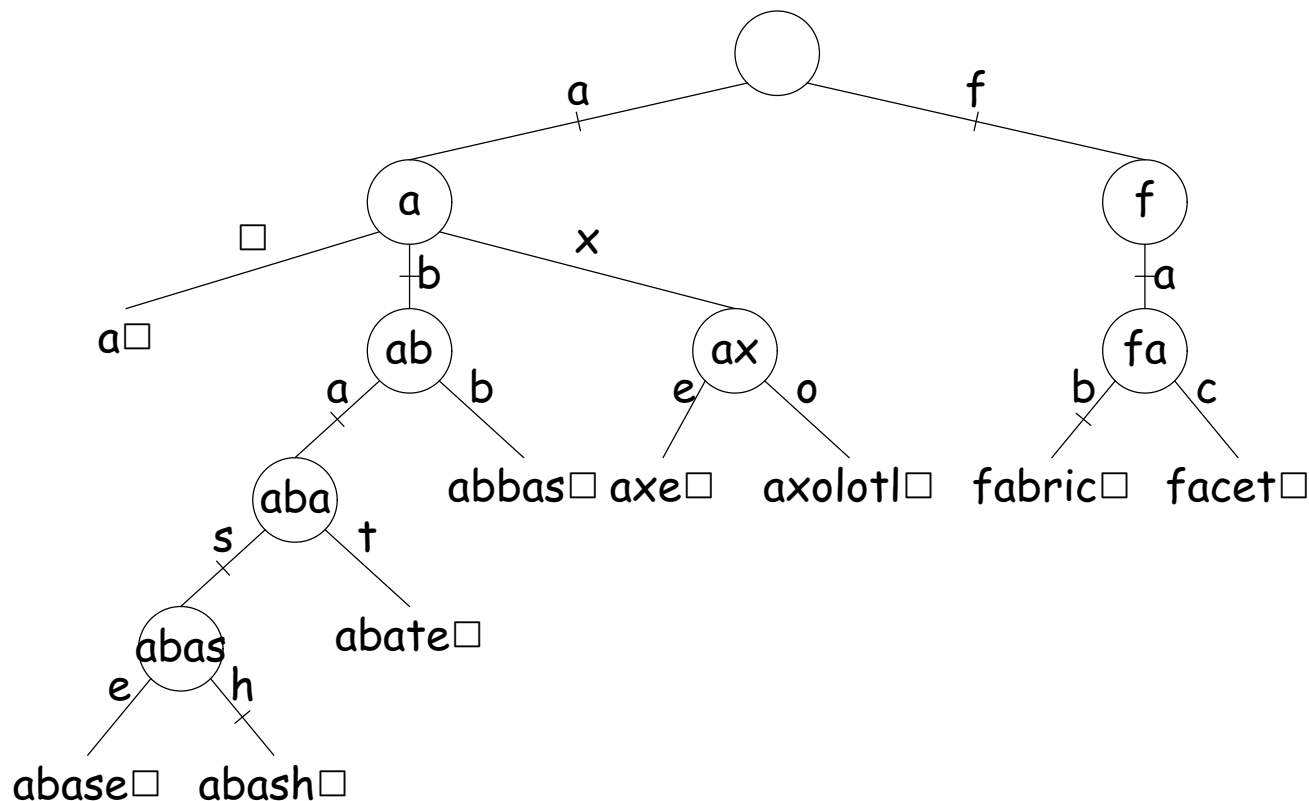 a f
a f
□ b x a
a□ ab ax fa
a b e o b c
aba abbas□ axe□ axolotl□ fabric□ facet□
s t
abas abate□
e h
abase□ abash□